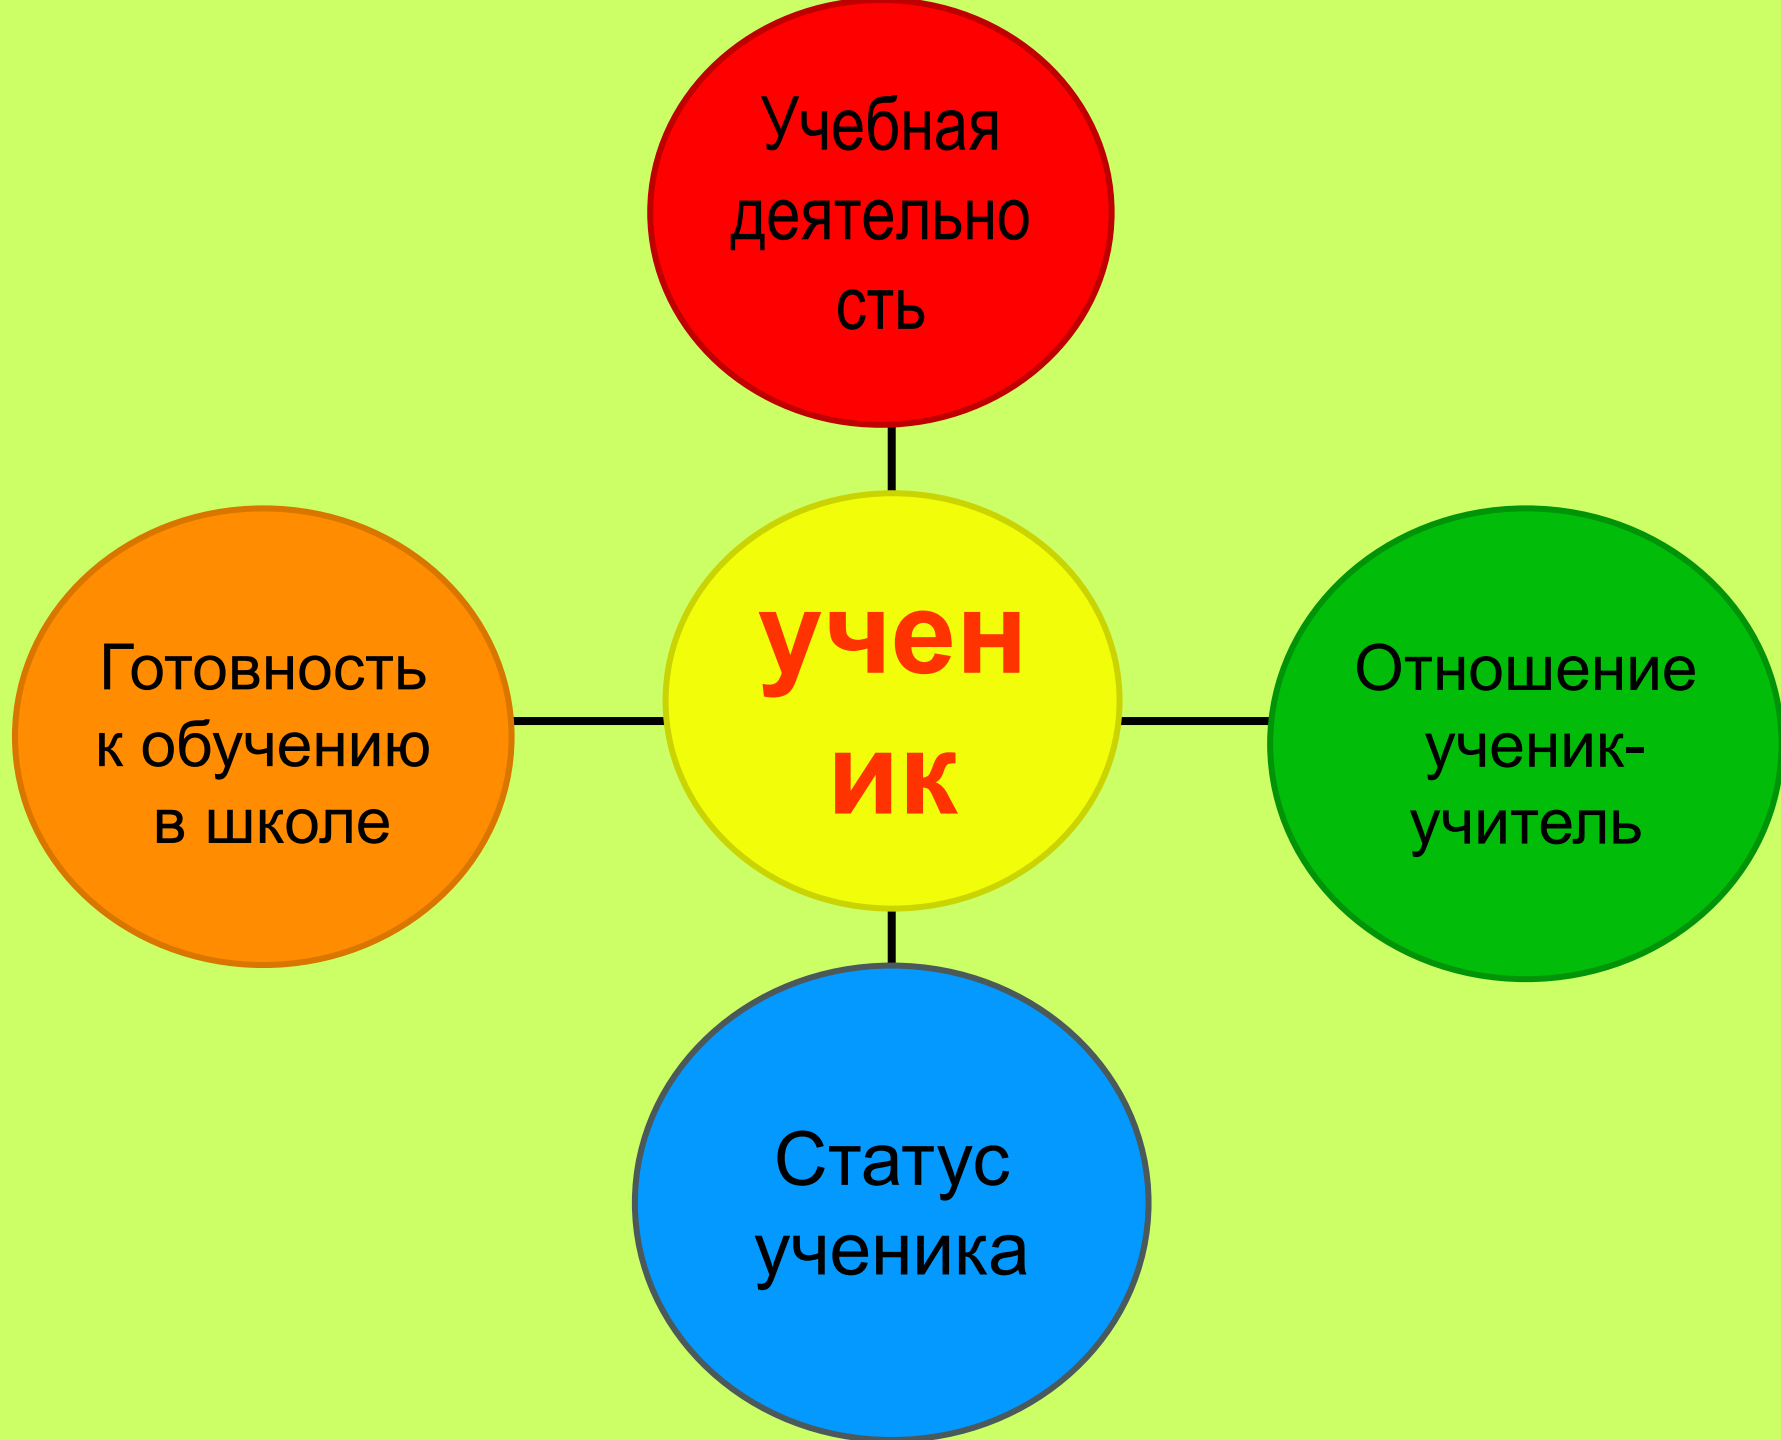 Учебная
деятельно
сть
Готовность
к обучению
в школе
учен
ик
Отношение
ученик-
учитель
Статус
ученика